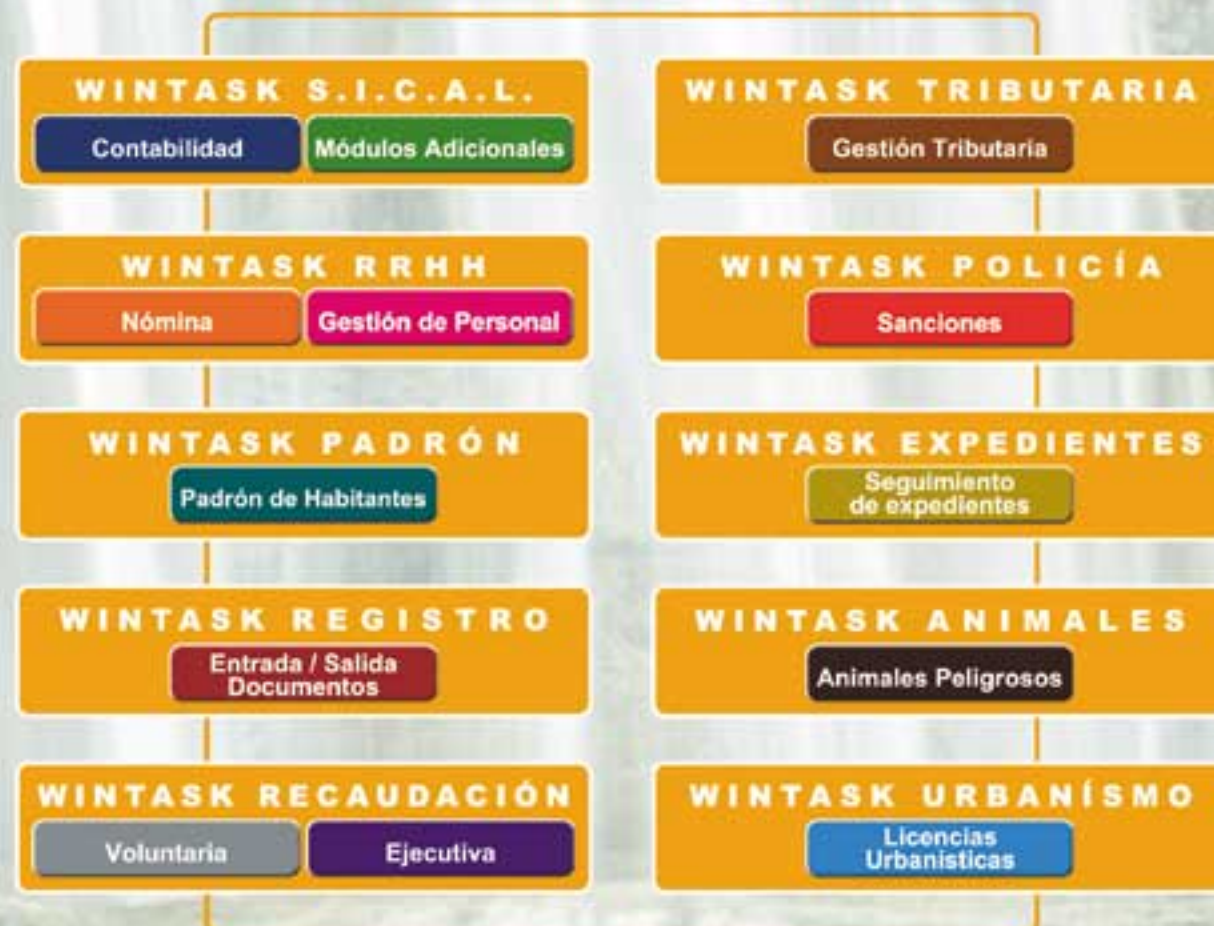 WINTASK S.I.C.A.L.
Contabilidad
Módulos Adicionales
WINTASK RRHH
Nómina
Gestión de Personal
WINTASK PADRÓN
Padrón de Habitantes
WINTASK REGISTRO
Entrada / Salida
Documentos
WINTASK RECAUDACIÓN
Voluntaria
Ejecutiva
WINTASK TRIBUTARIA
Gestión Tributaria
WINTASK POLICÍA
Sanciones
WINTASK EXPEDIENTES
Seguimiento
de expedientes
WINTASK ANIMALES
Animales Peligrosos
WINTASK URBANÍSMO
Licencias
Urbanisticas